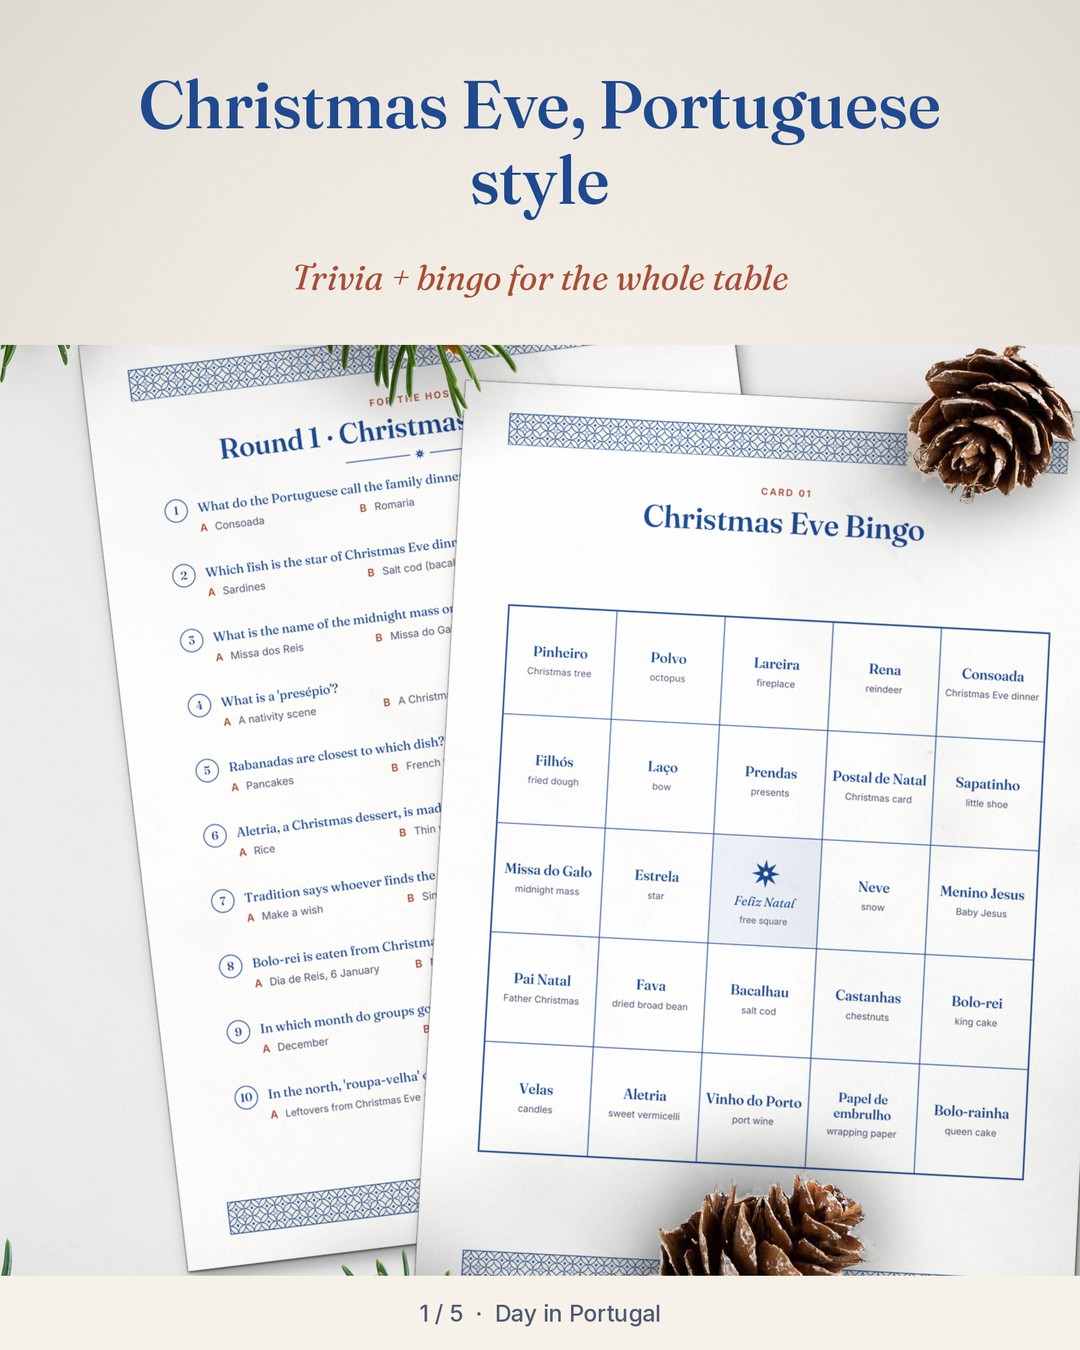 Christmas Eve, Portuguese
style
Trivia + bingo for the whole table
FOR THE
Round 1 · Christmas
1 What do the Portuguese call the family
A Consoada B Romaria
2 Which fish is the star of Christmas Eve
A Sardines B Salt cod
3 What is the name of the midnight mass
A Missa dos Reis B Missa do
4 What is a 'presépio'?
A A nativity scene B A
5 Rabanadas are closest to which dish?
A Pancakes B French
6 Aletria, a Christmas dessert, is
A Rice B Thin
7 Tradition says whoever finds the
A Make a wish B
8 Bolo-rei is eaten from
A Dia de Reis, 6 January B
9 In which month do groups
A December B
10 In the north, 'roupa-velha'
A Leftovers from Christmas Eve
CARD 01
Christmas Eve Bingo
Pinheiro Polvo Lareira Rena Consoada
Christmas tree octopus fireplace reindeer Christmas Eve dinner
Filhós Laço Prendas Postal de Natal Sapatinho
fried dough bow presents Christmas card little shoe
Missa do Galo Estrela Feliz Natal Neve Menino Jesus
midnight mass star free square snow Baby Jesus
Pai Natal Fava Bacalhau Castanhas Bolo-rei
Father Christmas dried broad bean salt cod chestnuts king cake
Velas Aletria Vinho do Porto Papel de embrulho Bolo-rainha
candles sweet vermicelli port wine wrapping paper queen cake
1 / 5 · Day in Portugal